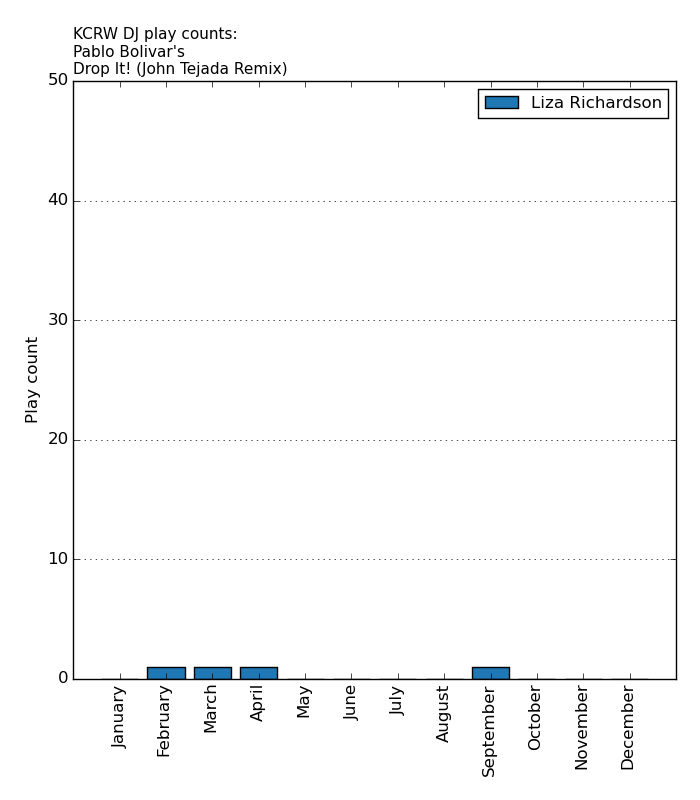 KCRW DJ play counts:
Pablo Bolivar's
Drop It! (John Tejada Remix)
Liza Richardson
50
40
30
20
10
0
Play count
January
February
March
April
May
June
July
August
September
October
November
December